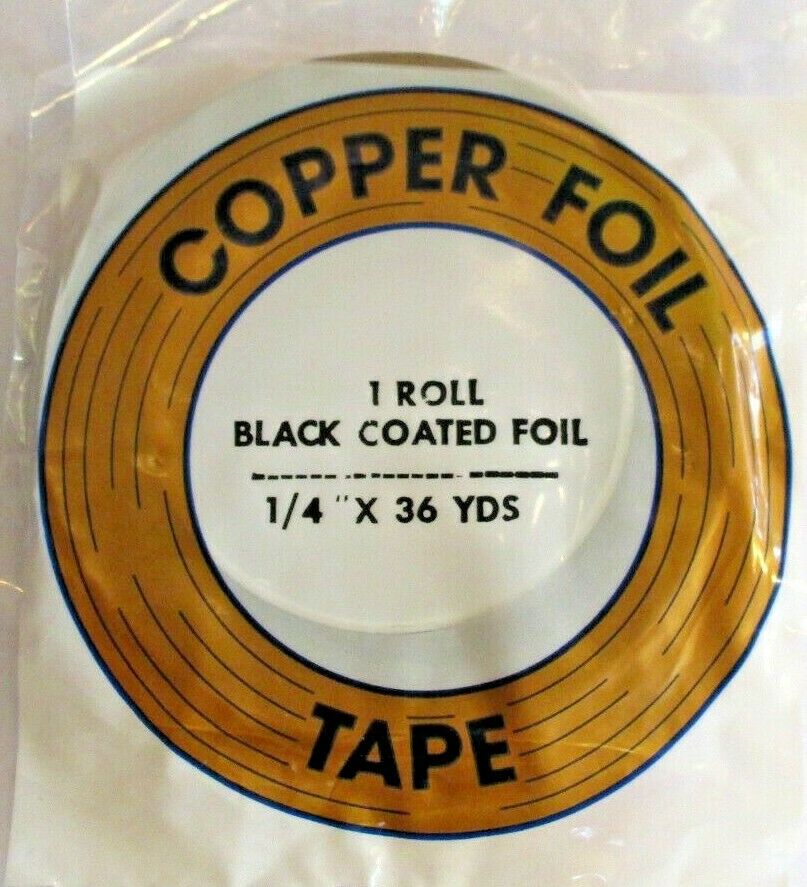 COPPER FOIL
1 ROLL
BLACK COATED FOIL
1/4 "X 36 YDS
TAPE